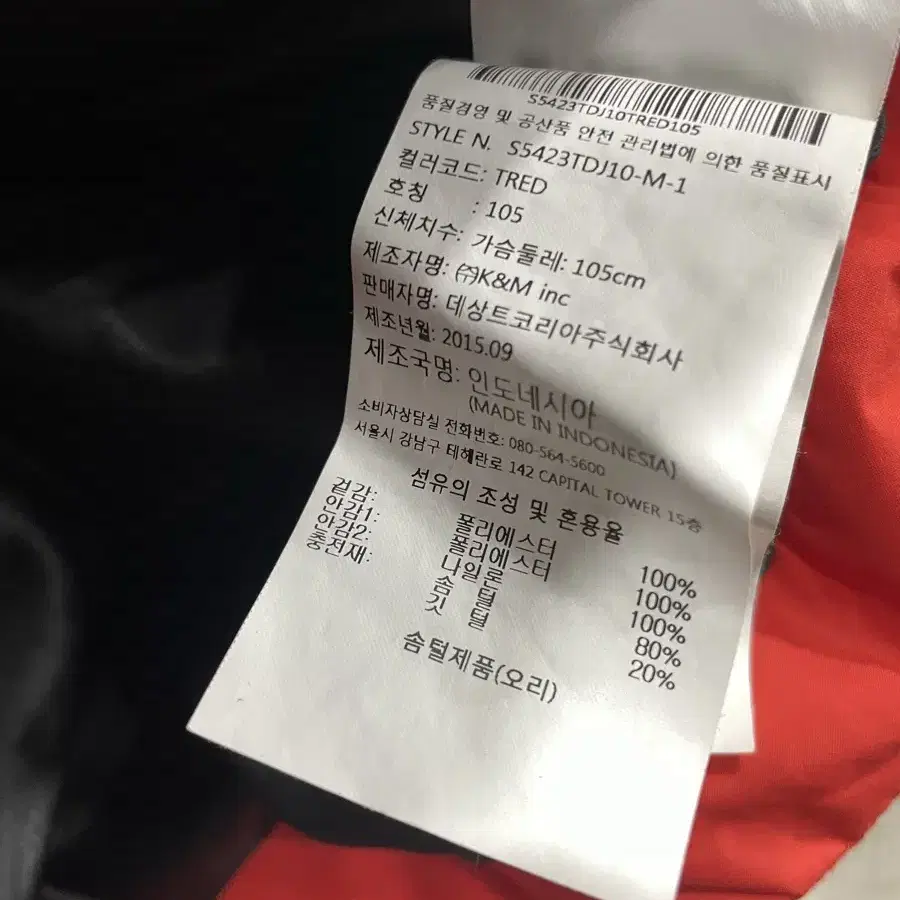 S5423TDJ10TRED105
품질경영 및 공산품 안전 관리법에 의한 품질표시
STYLE N. S5423TDJ10-M-1
컬러코드: TRED
호칭 : 105
신체치수: 가슴둘레: 105cm
제조자명: ㈜K&M inc
판매자명: 데상트코리아주식회사
제조년월: 2015.09
제조국명: 인도네시아
(MADE IN INDONESIA)
소비자상담실 전화번호: 080-564-5600
서울시 강남구 테헤란로 142 CAPITAL TOWER 15층
섬유의 조성 및 혼용율
겉감: 폴리에스터 100%
안감1: 폴리에스터 100%
안감2: 나일론 100%
충전재: 솜털 80%
깃털 20%
솜털제품(오리)